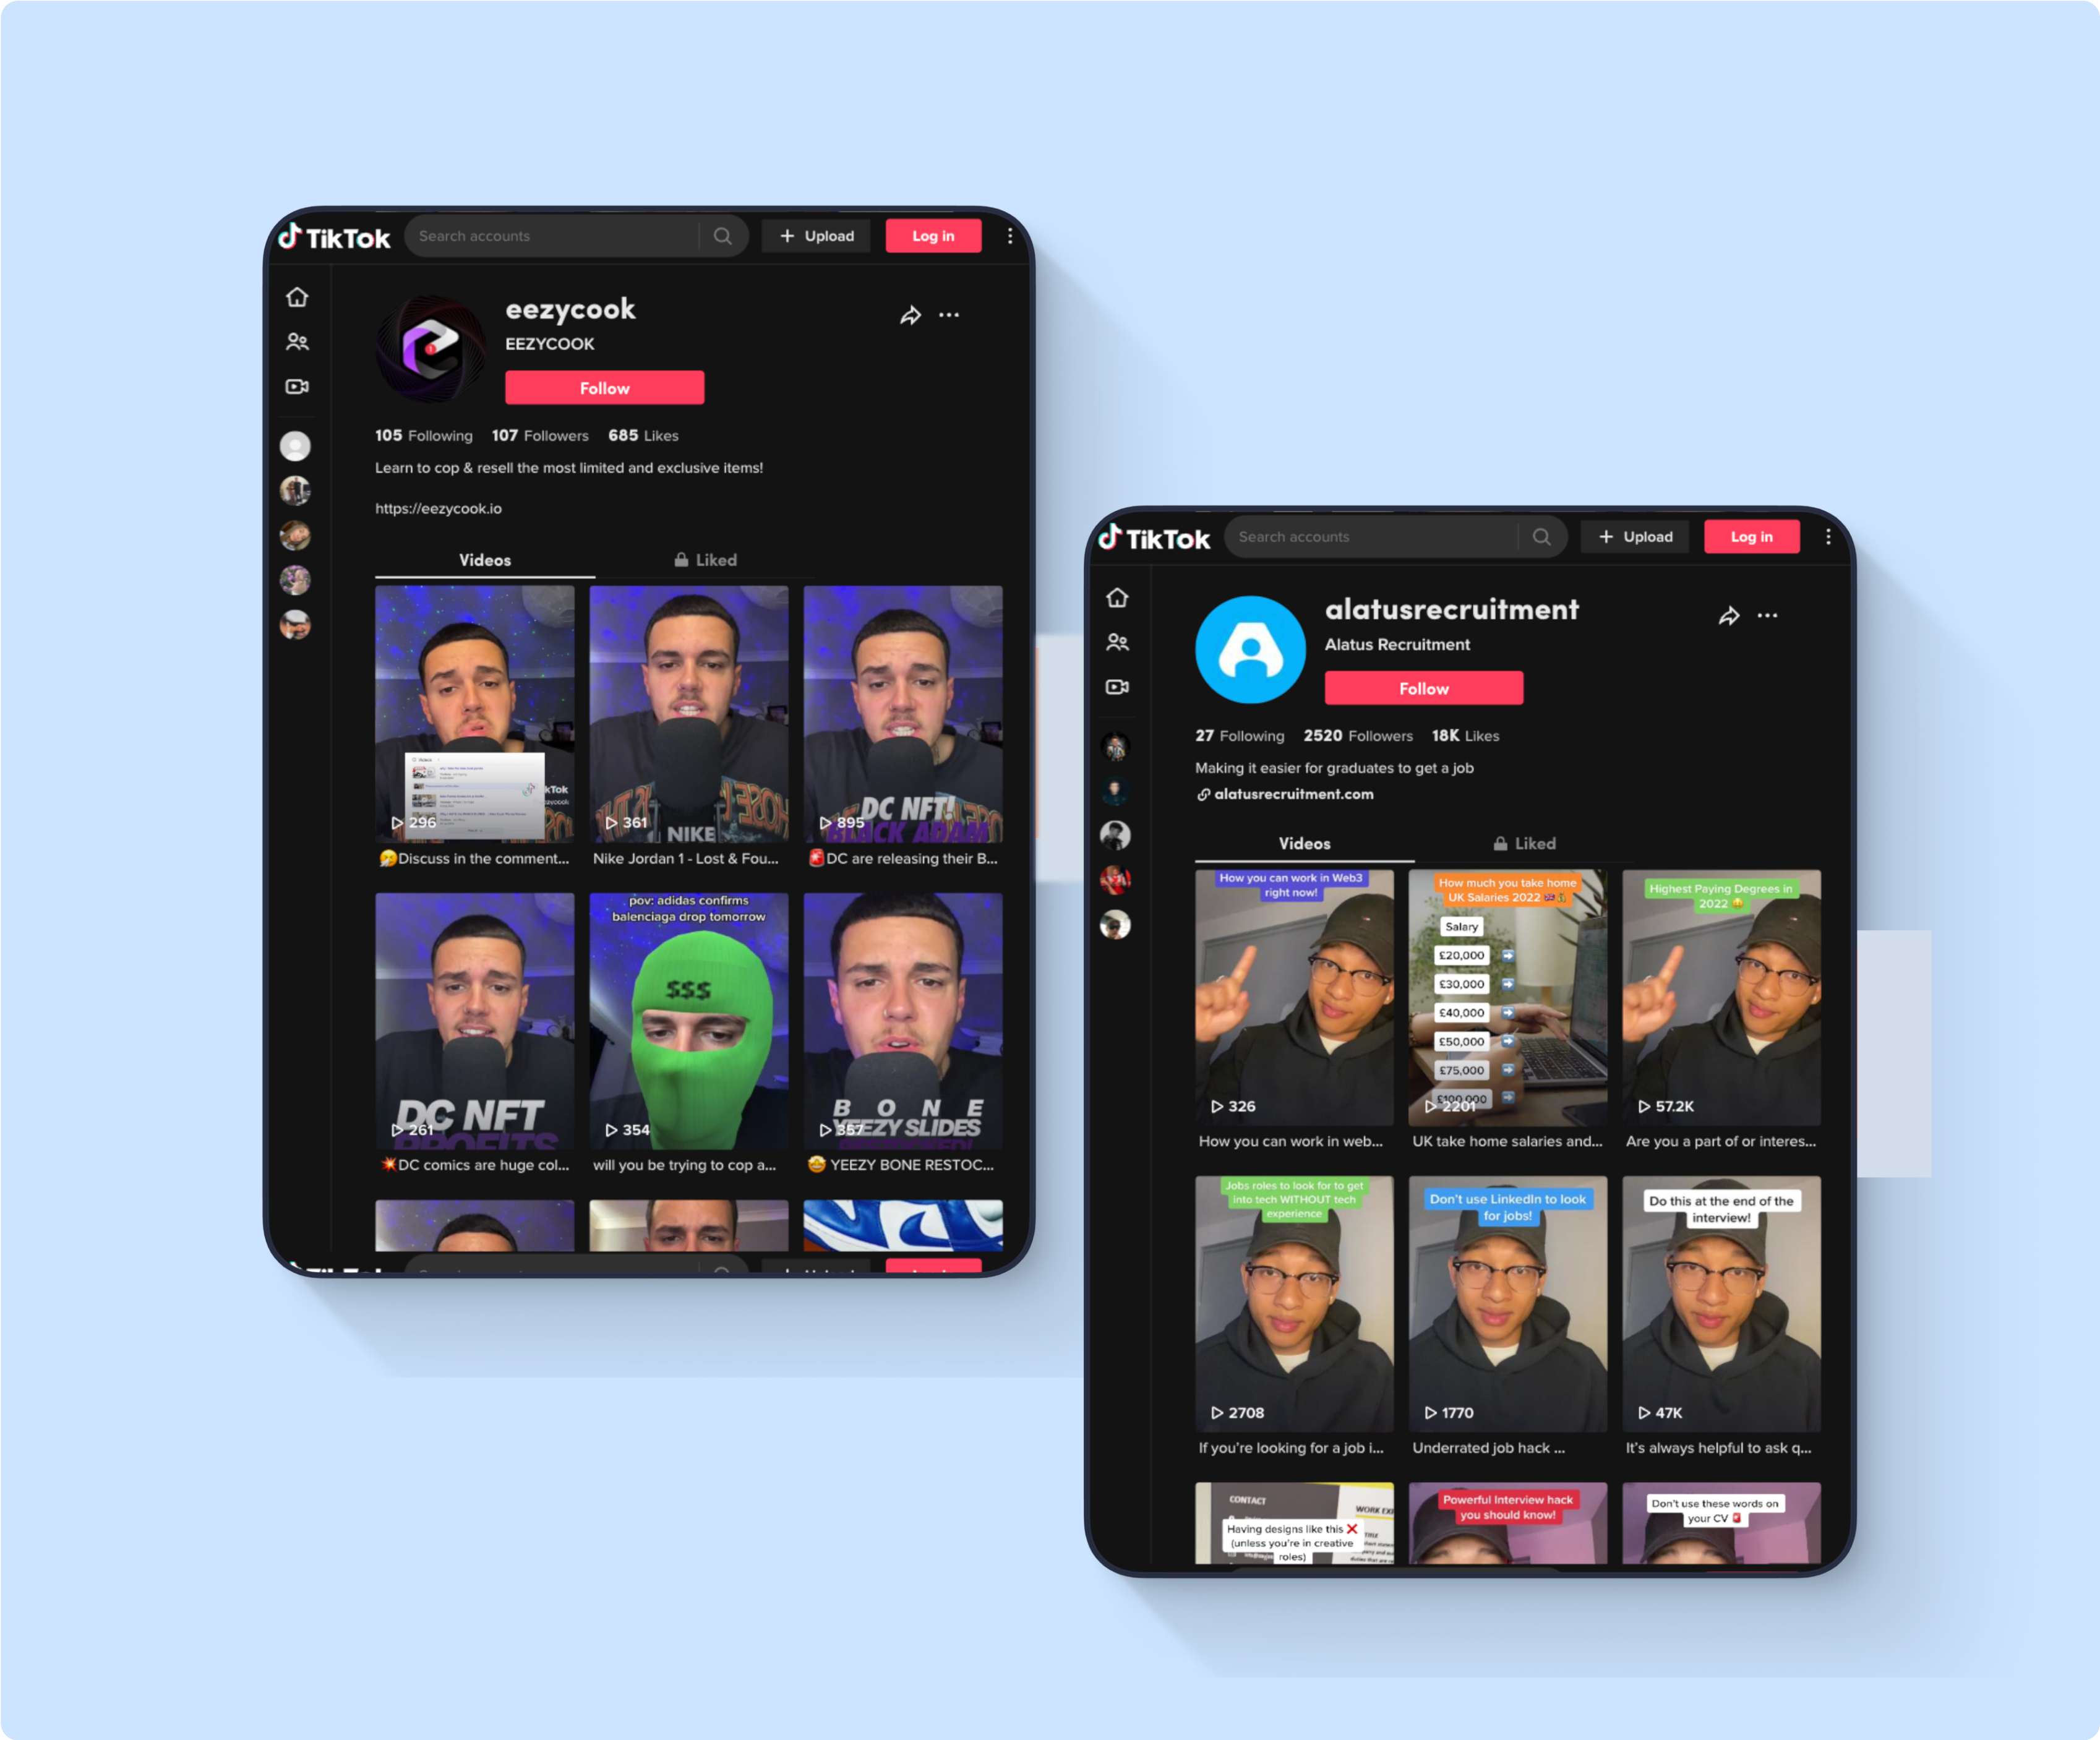 TikTok
Search accounts
Upload
Log in
eezycook
EEZYCOOK
Follow
105 Following 107 Followers 685 Likes
Learn to cop & resell the most limited and exclusive items!
https://eezycook.io
Videos
Liked
296
361
NIKE
DC NFT!
BLACK ADAM
895
Discuss in the comment...
Nike Jordan 1 - Lost & Fou...
DC are releasing their B...
DC NFT
PROFITS
261
pov: adidas confirms
balenciaga drop tomorrow
$$$
354
BONE
YEEZY SLIDES
357
DC comics are huge col...
will you be trying to cop a...
YEEZY BONE RESTOC...
TikTok
Search accounts
Upload
Log in
alatusrecruitment
Alatus Recruitment
Follow
27 Following 2520 Followers 18K Likes
Making it easier for graduates to get a job
alatusrecruitment.com
Videos
Liked
How you can work in Web3
right now!
326
How much you take home
UK Salaries 2022
Salary
£20,000
£30,000
£40,000
£50,000
£75,000
£100,000
2201
Highest Paying Degrees in
2022
57.2K
How you can work in web...
UK take home salaries and...
Are you a part of or interes...
Jobs roles to look for to get
into tech WITHOUT tech
experience
2708
Don't use LinkedIn to look
for jobs!
1770
Do this at the end of the
interview!
47K
If you're looking for a job i...
Underrated job hack ...
It's always helpful to ask q...
CONTACT
WORK EX
Having designs like this
(unless you're in creative
roles)
Powerful Interview hack
you should know!
Don't use these words on
your CV